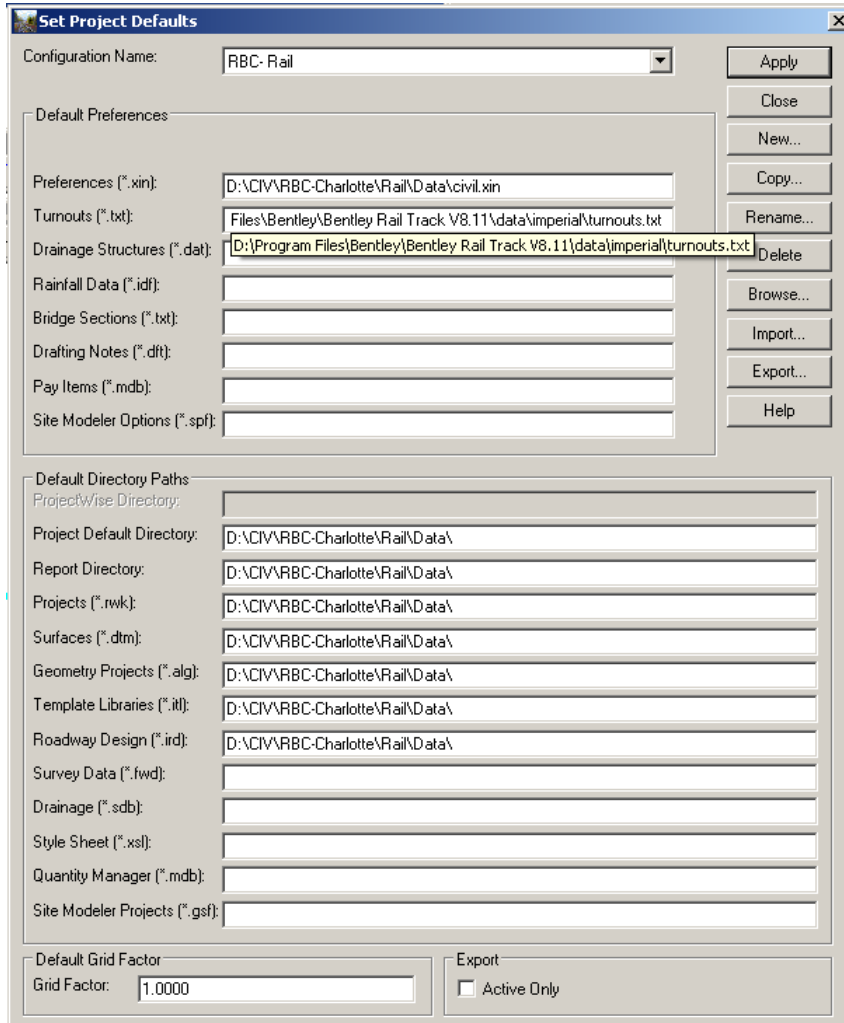 Set Project Defaults
Configuration Name: RBC- Rail Apply
Close
Default Preferences
New...
Preferences (*.xin): D:\CIV\RBC-Charlotte\Rail\Data\civil.xin Copy...
Turnouts (*.txt): Files\Bentley\Bentley Rail Track V8.11\data\imperial\turnouts.txt Rename...
Drainage Structures (*.dat): D:\Program Files\Bentley\Bentley Rail Track V8.11\data\imperial\turnouts.txt Delete
Rainfall Data (*.idf): Browse...
Bridge Sections (*.txt): Import...
Drafting Notes (*.dft): Export...
Pay Items (*.mdb):
Site Modeler Options (*.spf): Help
Default Directory Paths
ProjectWise Directory:
Project Default Directory: D:\CIV\RBC-Charlotte\Rail\Data\
Report Directory: D:\CIV\RBC-Charlotte\Rail\Data\
Projects (*.rwk): D:\CIV\RBC-Charlotte\Rail\Data\
Surfaces (*.dtm): D:\CIV\RBC-Charlotte\Rail\Data\
Geometry Projects (*.alg): D:\CIV\RBC-Charlotte\Rail\Data\
Template Libraries (*.itl): D:\CIV\RBC-Charlotte\Rail\Data\
Roadway Design (*.ird): D:\CIV\RBC-Charlotte\Rail\Data\
Survey Data (*.fwd):
Drainage (*.sdb):
Style Sheet (*.xsl):
Quantity Manager (*.mdb):
Site Modeler Projects (*.gsf):
Default Grid Factor Export
Grid Factor: 1.0000 Active Only